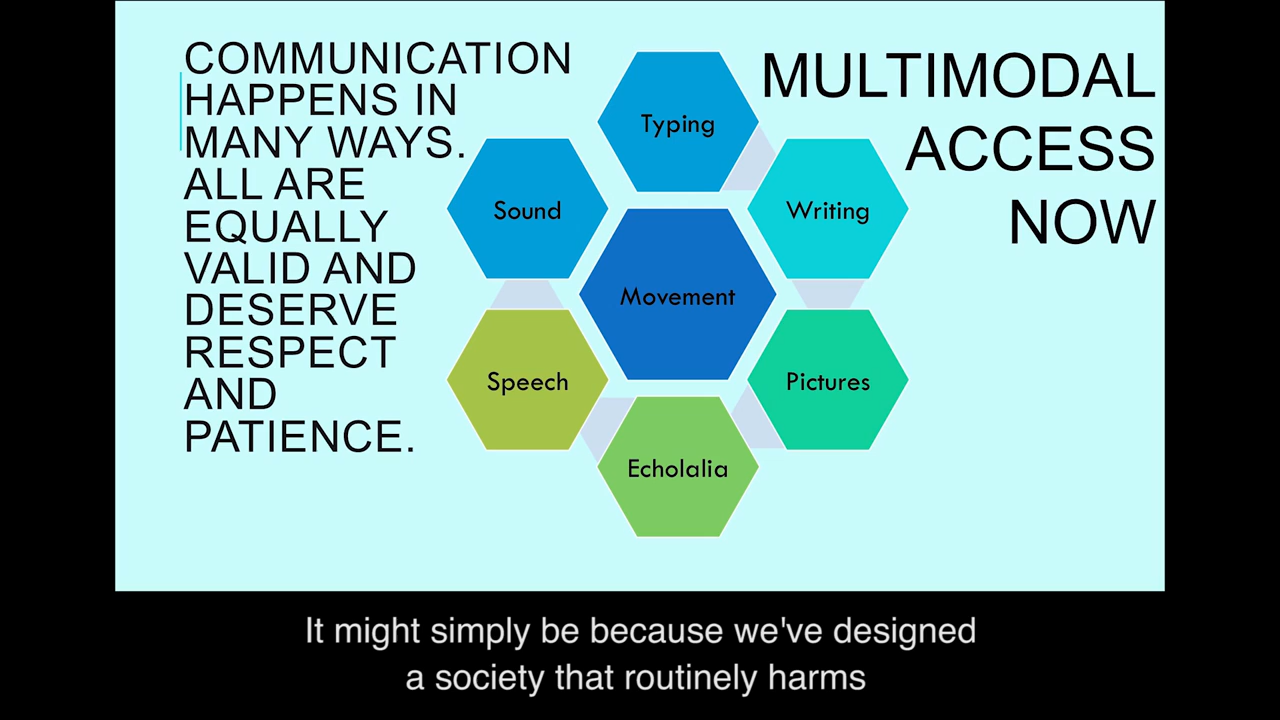 COMMUNICATION
HAPPENS IN
MANY WAYS.
ALL ARE
EQUALLY
VALID AND
DESERVE
RESPECT
AND
PATIENCE.
MULTIMODAL
ACCESS
NOW
Typing
Sound
Writing
Movement
Speech
Pictures
Echolalia
It might simply be because we've designed
a society that routinely harms